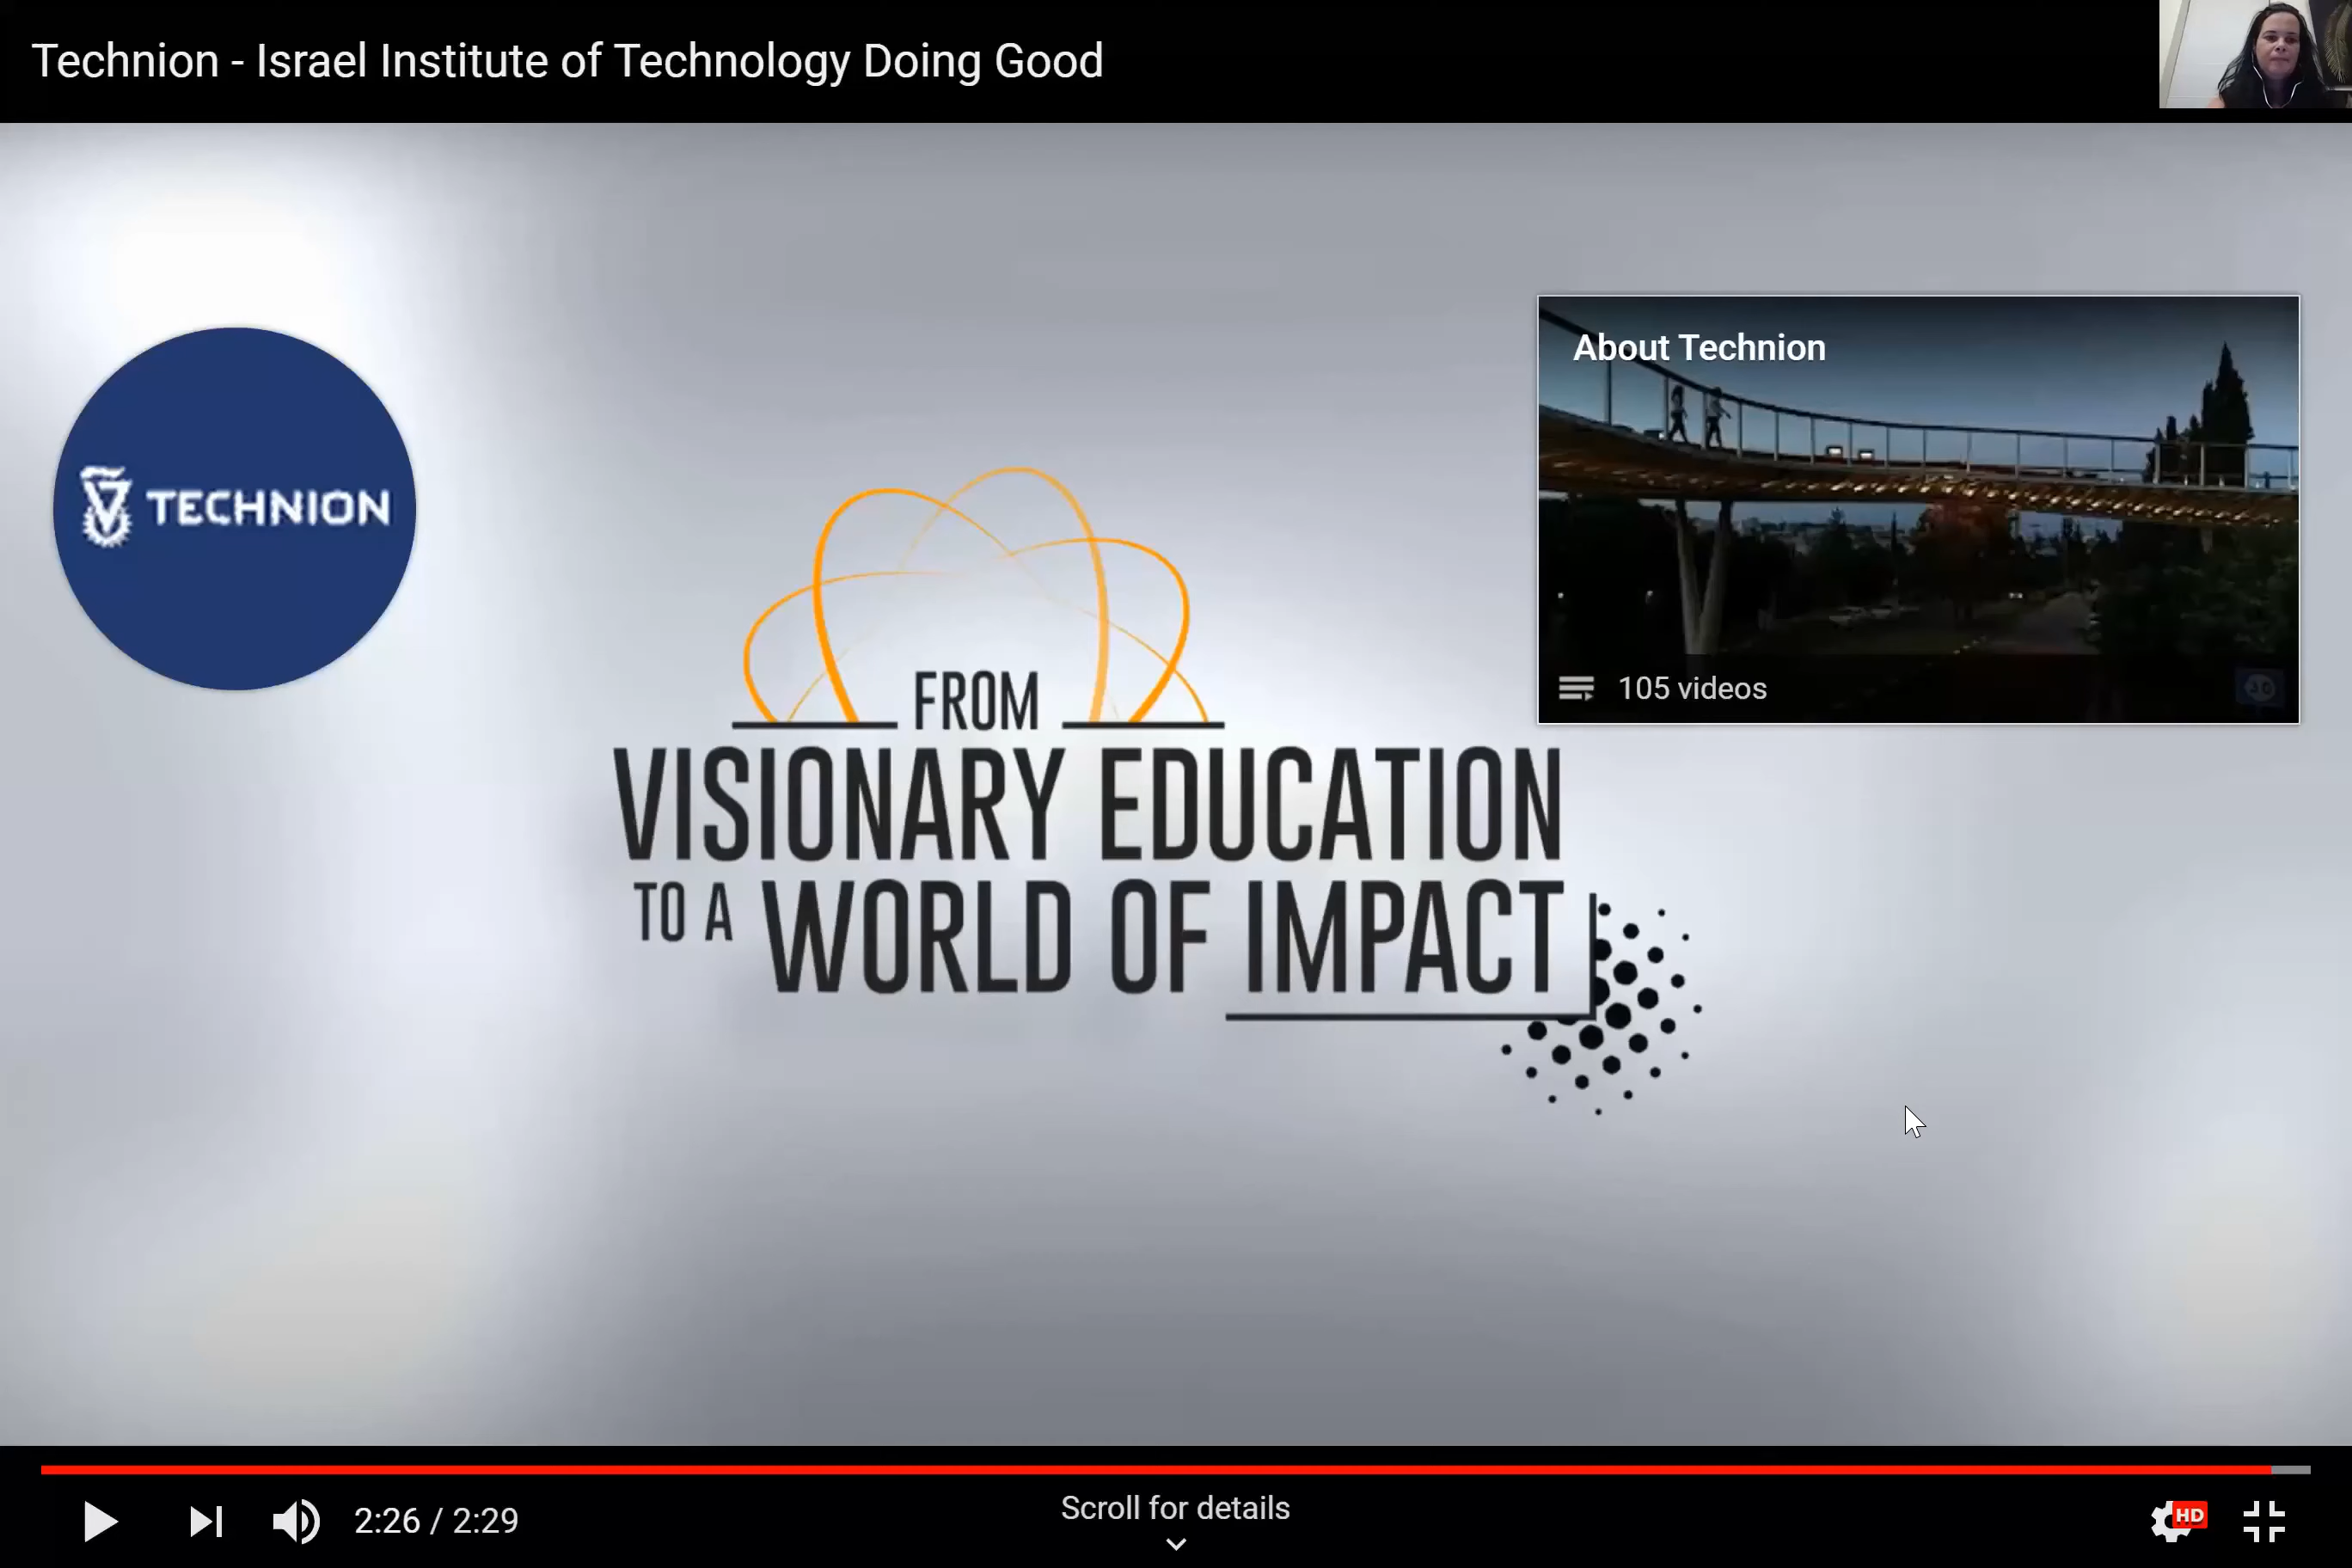 Technion - Israel Institute of Technology Doing Good
TECHNION
About Technion
105 videos
FROM
VISIONARY EDUCATION
TO A WORLD OF IMPACT
2:26 / 2:29
Scroll for details
HD